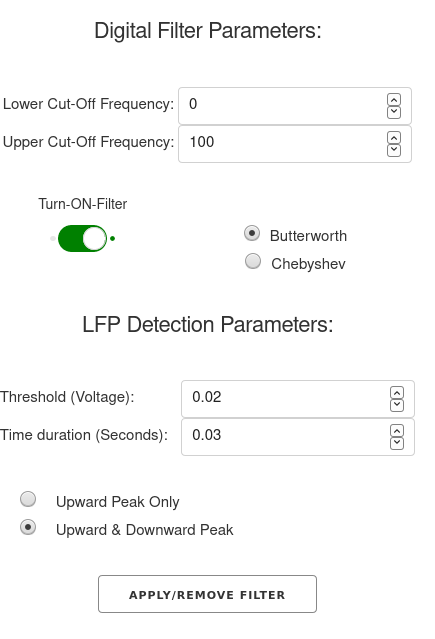 Digital Filter Parameters:
Lower Cut-Off Frequency: 0
Upper Cut-Off Frequency: 100
Turn-ON-Filter
Butterworth
Chebyshev
LFP Detection Parameters:
Threshold (Voltage): 0.02
Time duration (Seconds): 0.03
Upward Peak Only
Upward & Downward Peak
APPLY/REMOVE FILTER